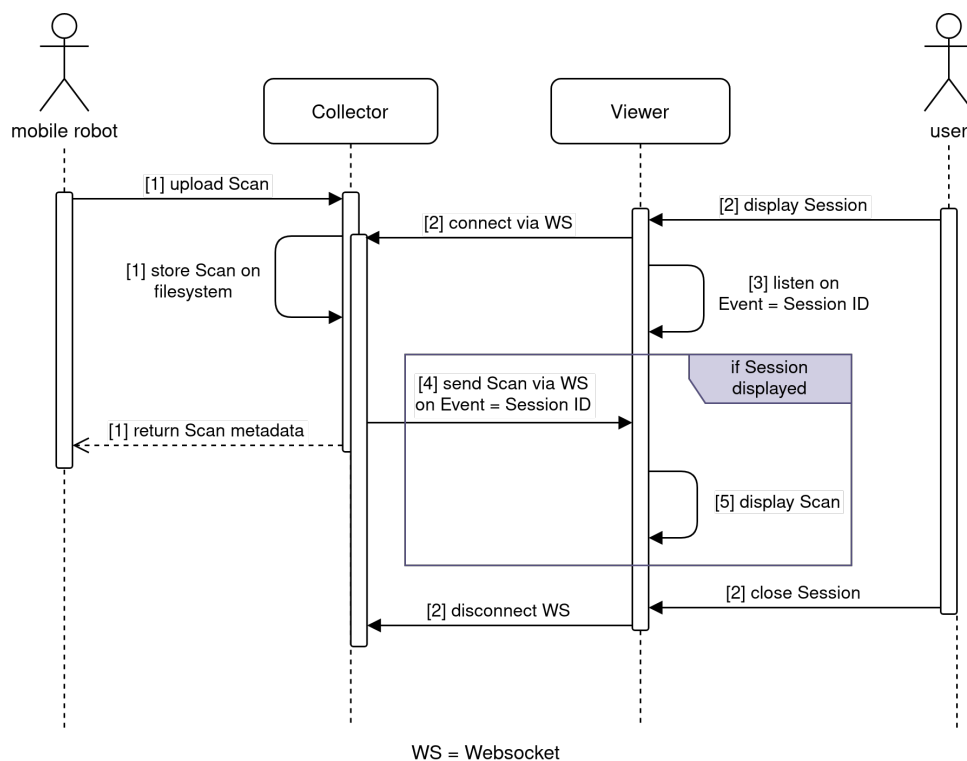 mobile robot
Collector
Viewer
user
[1] upload Scan
[2] display Session
[2] connect via WS
[1] store Scan on
filesystem
[3] listen on
Event = Session ID
if Session
displayed
[4] send Scan via WS
on Event = Session ID
[1] return Scan metadata
[5] display Scan
[2] close Session
[2] disconnect WS
WS = Websocket